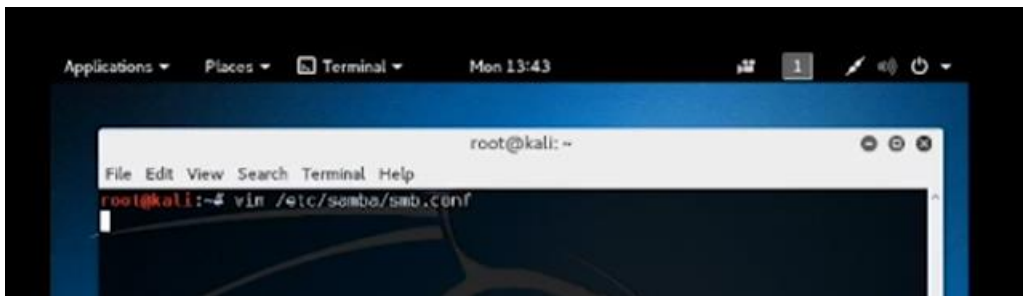 Applications Places Terminal Mon 13:43 1
root@kali: ~
File Edit View Search Terminal Help
root@kali:~# vim /etc/samba/smb.conf